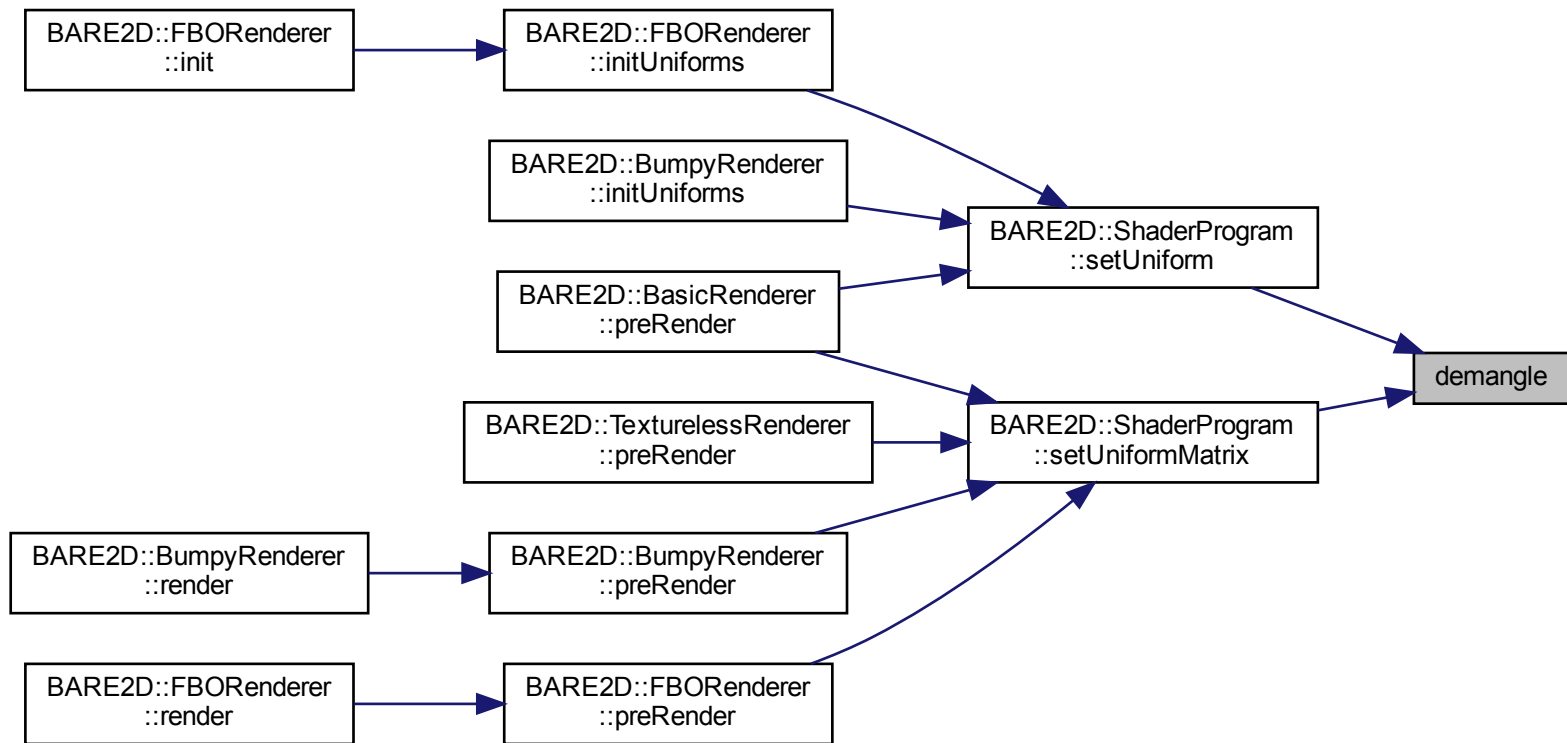 BARE2D::FBORenderer
::init
BARE2D::FBORenderer
::initUniforms
BARE2D::BumpyRenderer
::initUniforms
BARE2D::ShaderProgram
::setUniform
BARE2D::BasicRenderer
::preRender
demangle
BARE2D::TexturelessRenderer
::preRender
BARE2D::ShaderProgram
::setUniformMatrix
BARE2D::BumpyRenderer
::render
BARE2D::BumpyRenderer
::preRender
BARE2D::FBORenderer
::render
BARE2D::FBORenderer
::preRender